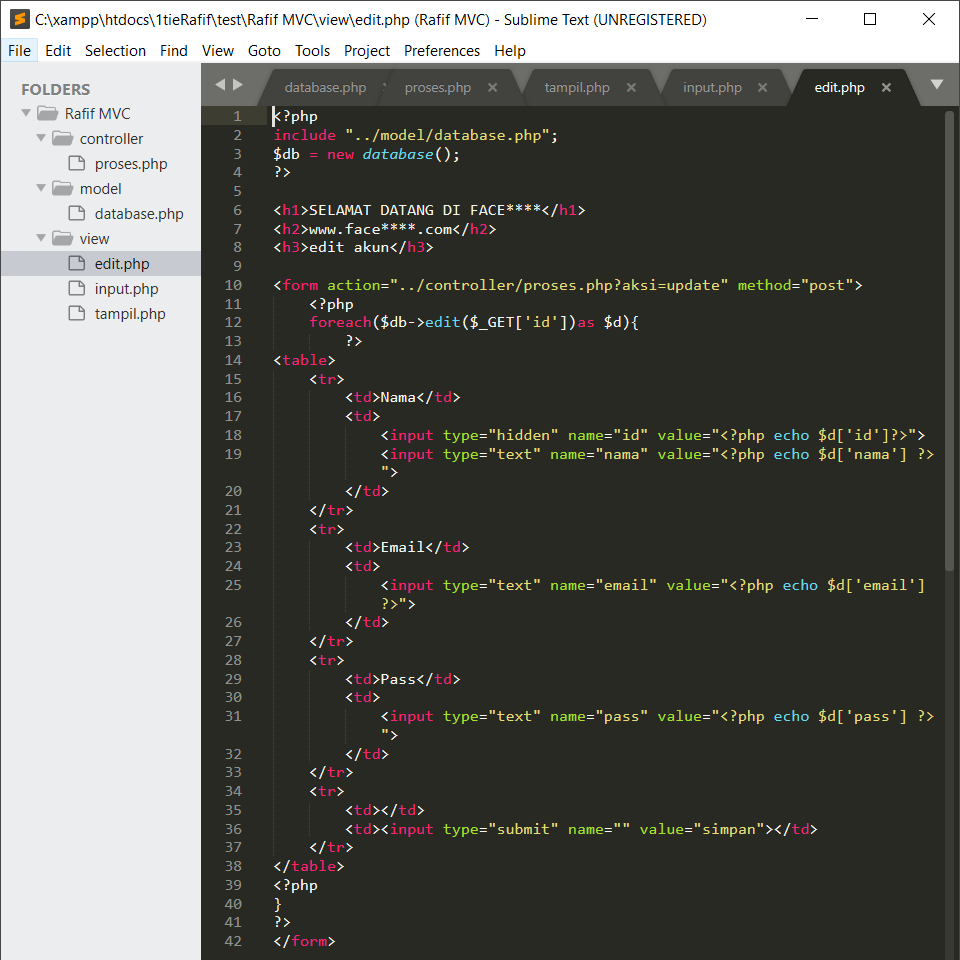 C:\xampp\htdocs\1tieRafif\test\Rafif MVC\view\edit.php (Rafif MVC) - Sublime Text (UNREGISTERED)
File Edit Selection Find View Goto Tools Project Preferences Help
FOLDERS
Rafif MVC
controller
proses.php
model
database.php
view
edit.php
input.php
tampil.php
database.php proses.php tampil.php input.php edit.php
1 <?php
2 include "../model/database.php";
3 $db = new database();
4 ?>
5
6 <h1>SELAMAT DATANG DI FACE****</h1>
7 <h2>www.face****.com</h2>
8 <h3>edit akun</h3>
9
10 <form action="../controller/proses.php?aksi=update" method="post">
11     <?php
12     foreach($db->edit($_GET['id'])as $d){
13         ?>
14 <table>
15     <tr>
16         <td>Nama</td>
17         <td>
18             <input type="hidden" name="id" value="<?php echo $d['id']?>">
19             <input type="text" name="nama" value="<?php echo $d['nama'] ?>
">
20         </td>
21     </tr>
22     <tr>
23         <td>Email</td>
24         <td>
25             <input type="text" name="email" value="<?php echo $d['email']
?>">
26         </td>
27     </tr>
28     <tr>
29         <td>Pass</td>
30         <td>
31             <input type="text" name="pass" value="<?php echo $d['pass'] ?>
">
32         </td>
33     </tr>
34     <tr>
35         <td></td>
36         <td><input type="submit" name="" value="simpan"></td>
37     </tr>
38 </table>
39 <?php
40 }
41 ?>
42 </form>